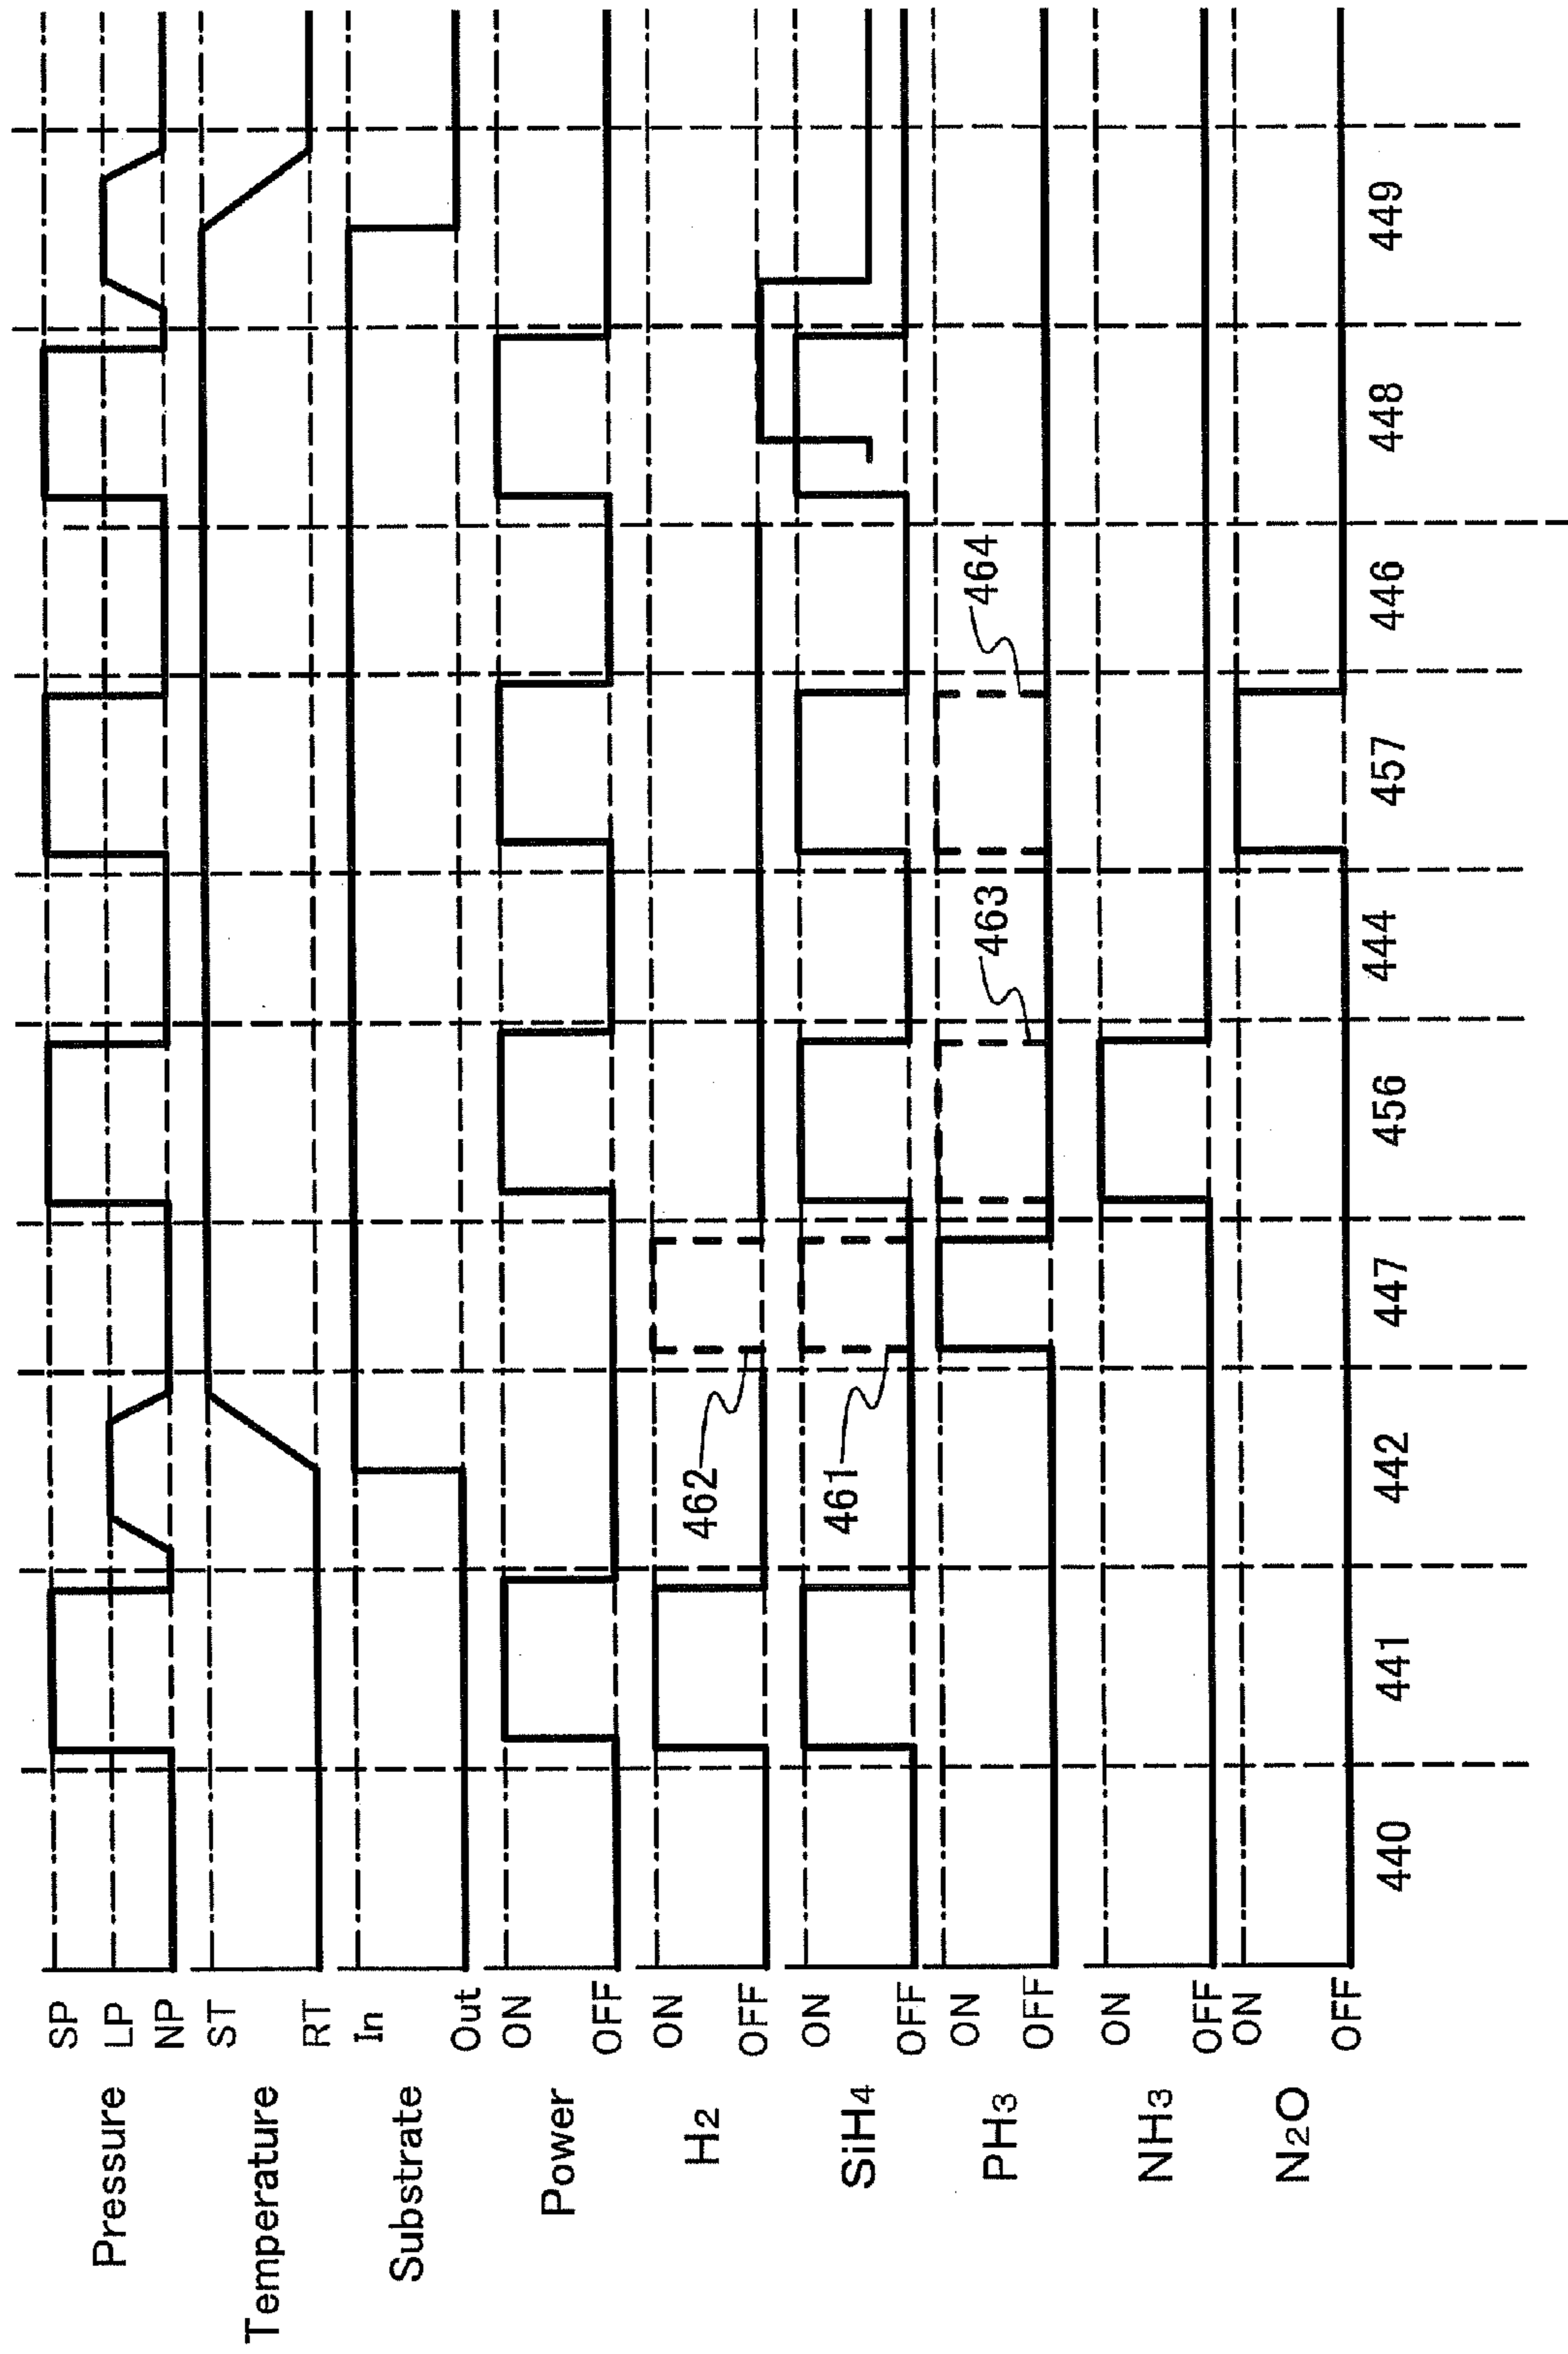 Pressure
SP
LP
NP
Temperature
ST
RT
Substrate
In
Out
Power
ON
OFF
H2
ON
OFF
462
SiH4
ON
OFF
461
PH3
ON
OFF
463
464
NH3
ON
OFF
N2O
ON
OFF
440
441
442
447
456
444
457
446
448
449